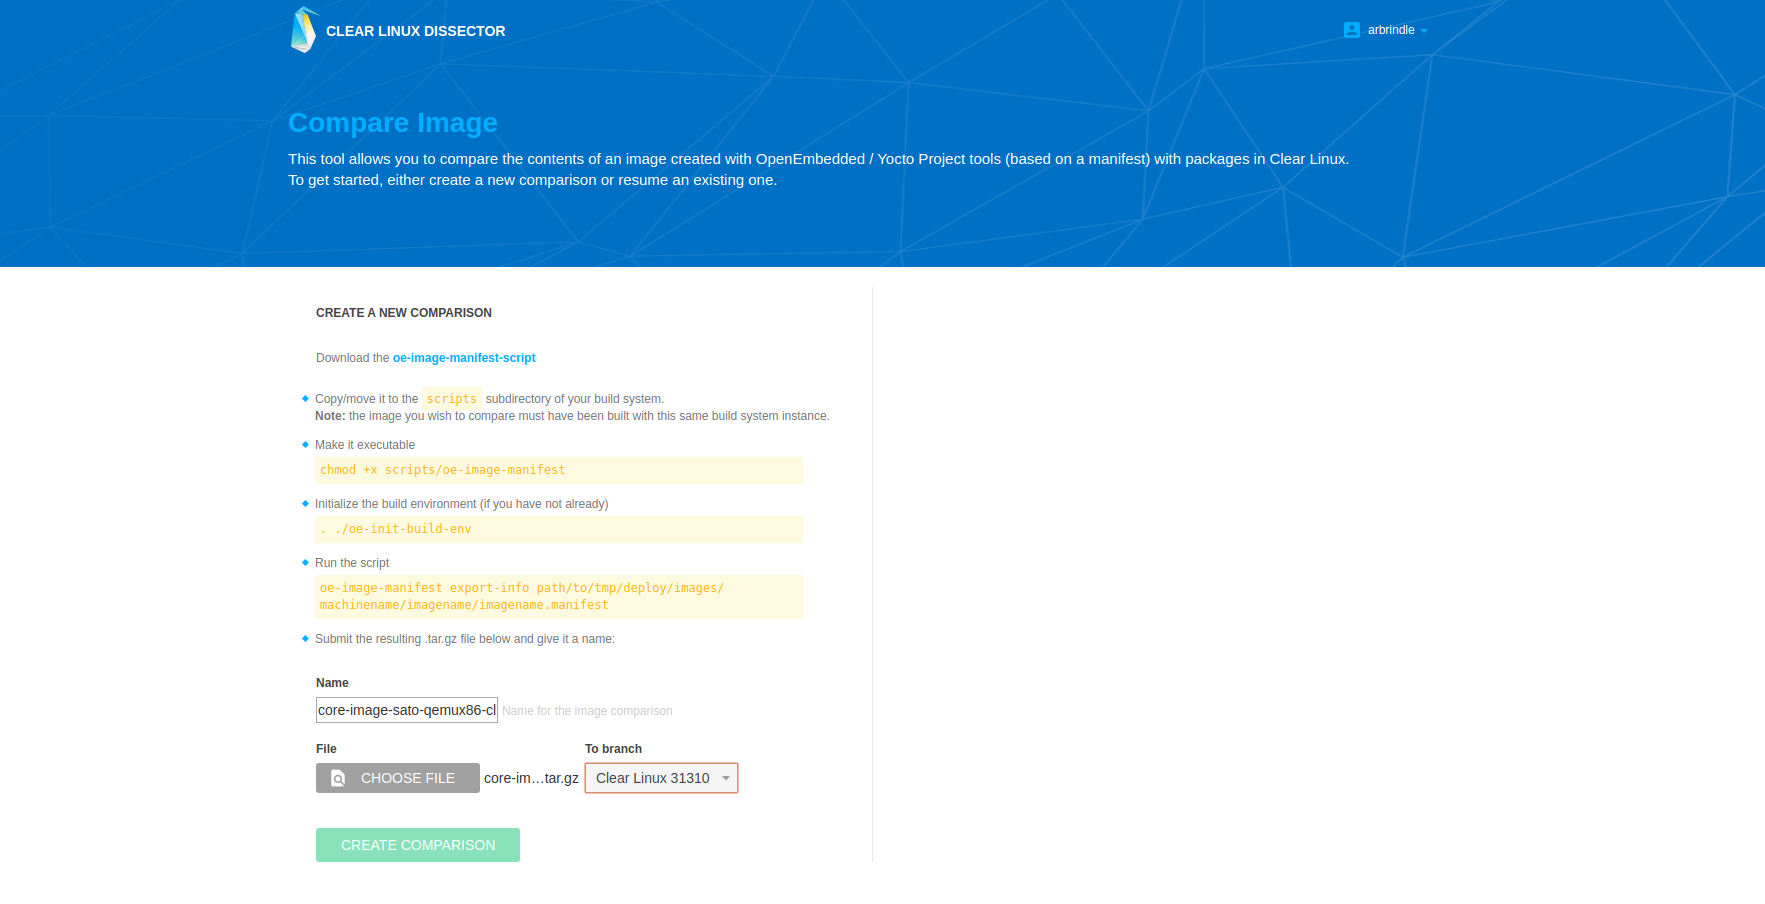 CLEAR LINUX DISSECTOR
arbrindle
Compare Image
This tool allows you to compare the contents of an image created with OpenEmbedded / Yocto Project tools (based on a manifest) with packages in Clear Linux.
To get started, either create a new comparison or resume an existing one.
CREATE A NEW COMPARISON
Download the oe-image-manifest-script
Copy/move it to the scripts subdirectory of your build system.
Note: the image you wish to compare must have been built with this same build system instance.
Make it executable
chmod +x scripts/oe-image-manifest
Initialize the build environment (if you have not already)
. ./oe-init-build-env
Run the script
oe-image-manifest export-info path/to/tmp/deploy/images/
machinename/imagename/imagename.manifest
Submit the resulting .tar.gz file below and give it a name:
Name
core-image-sato-qemux86-cl Name for the image comparison
File To branch
CHOOSE FILE core-im…tar.gz Clear Linux 31310
CREATE COMPARISON